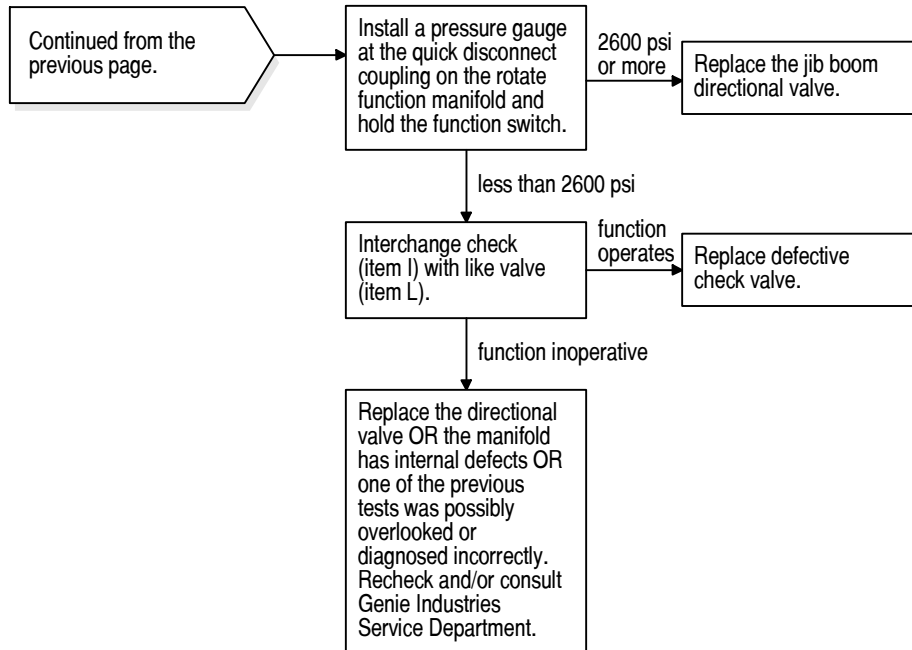 Continued from the
previous page.
Install a pressure gauge
at the quick disconnect
coupling on the rotate
function manifold and
hold the function switch.
2600 psi
or more
Replace the jib boom
directional valve.
less than 2600 psi
Interchange check
(item I) with like valve
(item L).
function
operates
Replace defective
check valve.
function inoperative
Replace the directional
valve OR the manifold
has internal defects OR
one of the previous
tests was possibly
overlooked or
diagnosed incorrectly.
Recheck and/or consult
Genie Industries
Service Department.